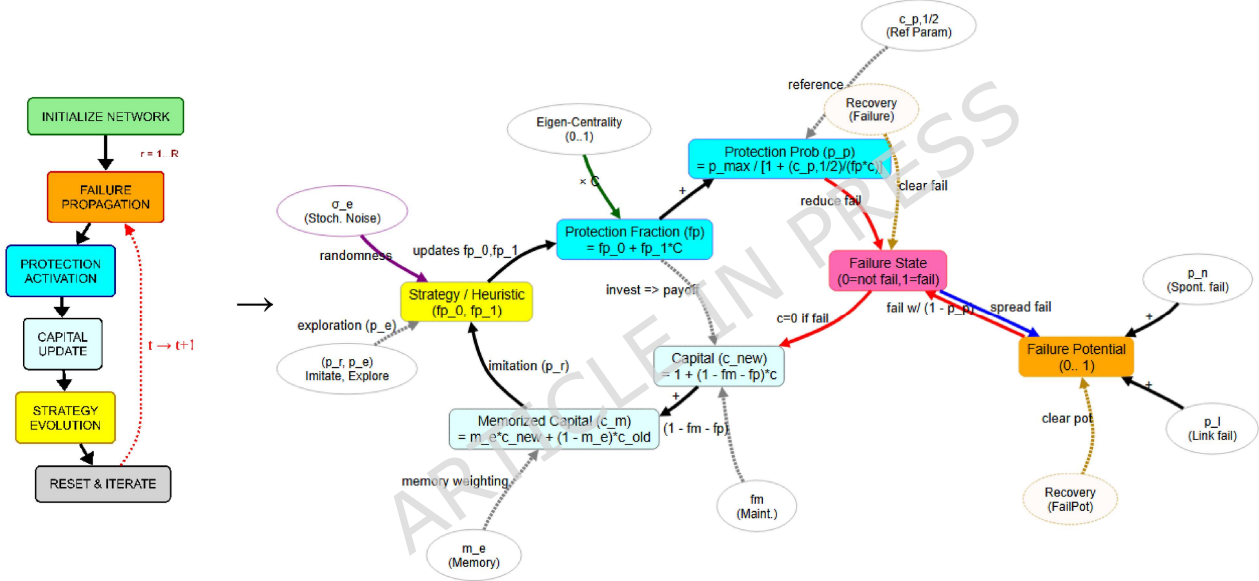 INITIALIZE NETWORK
r = 1.. R
FAILURE
PROPAGATION
PROTECTION
ACTIVATION
CAPITAL
UPDATE
t → t+1
STRATEGY
EVOLUTION
RESET & ITERATE
→
c_p,1/2
(Ref Param)
reference
Recovery
(Failure)
Eigen-Centrality
(0..1)
× C
Protection Prob (p_p)
= p_max / [1 + (c_p,1/2)/(fp*c)]
+
clear fail
reduce fail
σ_e
(Stoch. Noise)
randomness
updates fp_0,fp_1
Protection Fraction (fp)
= fp_0 + fp_1*C
Strategy / Heuristic
(fp_0, fp_1)
invest => payoff
Failure State
(0=not fail,1=fail)
p_n
(Spont. fail)
exploration (p_e)
(p_r, p_e)
Imitate, Explore
imitation (p_r)
c=0 if fail
fail w/ (1 - p_p)
spread fail
+
Capital (c_new)
= 1 + (1 - fm - fp)*c
Failure Potential
(0.. 1)
+
+
Memorized Capital (c_m)
= m_e*c_new + (1 - m_e)*c_old
(1 - fm - fp)
clear pot
p_l
(Link fail)
memory weighting
fm
(Maint.)
Recovery
(FailPot)
m_e
(Memory)
ARTICLE IN PRESS